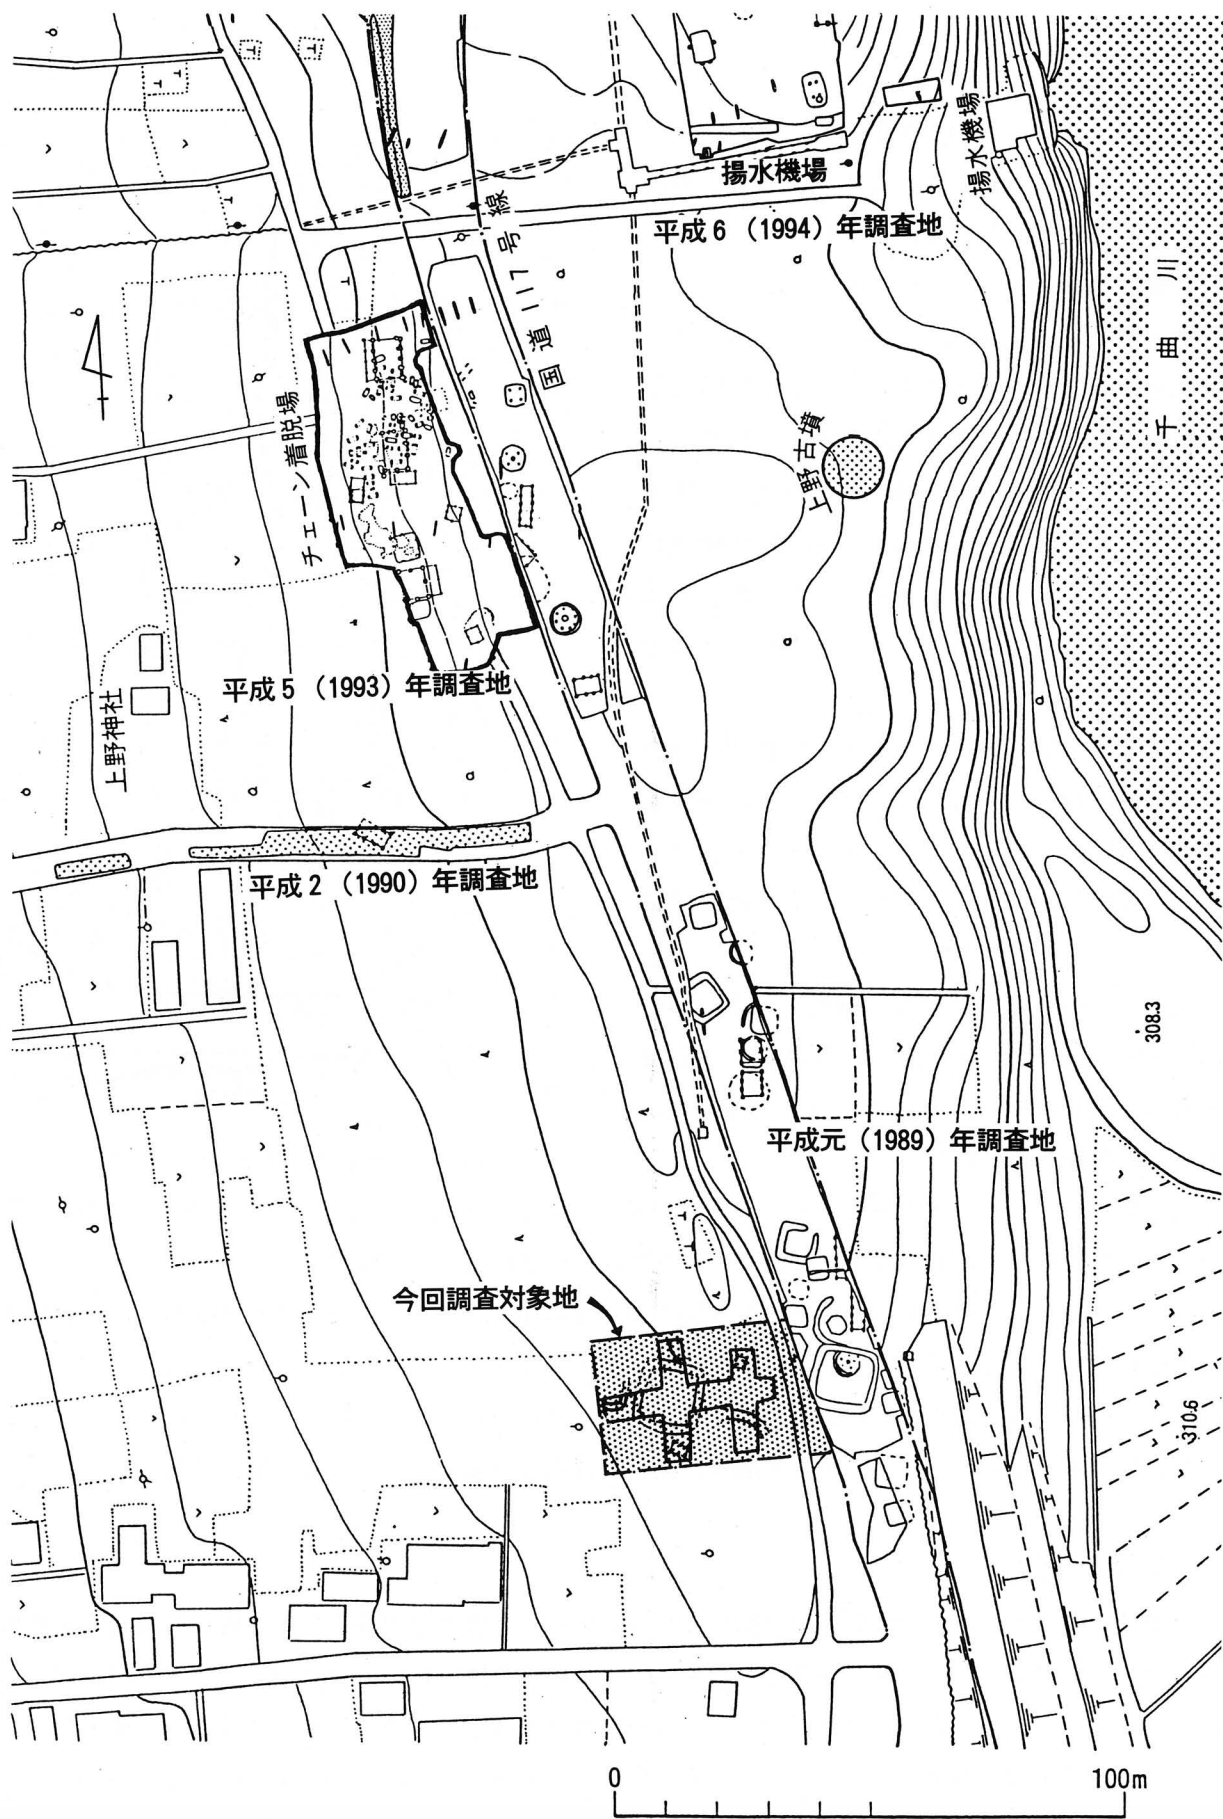 揚水機場
揚水機場
平成6（1994）年調査地
国道117号線
千曲川
チェーン着脱場
上野古墳
平成5（1993）年調査地
上野神社
平成2（1990）年調査地
308.3
平成元（1989）年調査地
今回調査対象地
310.6
0 100m